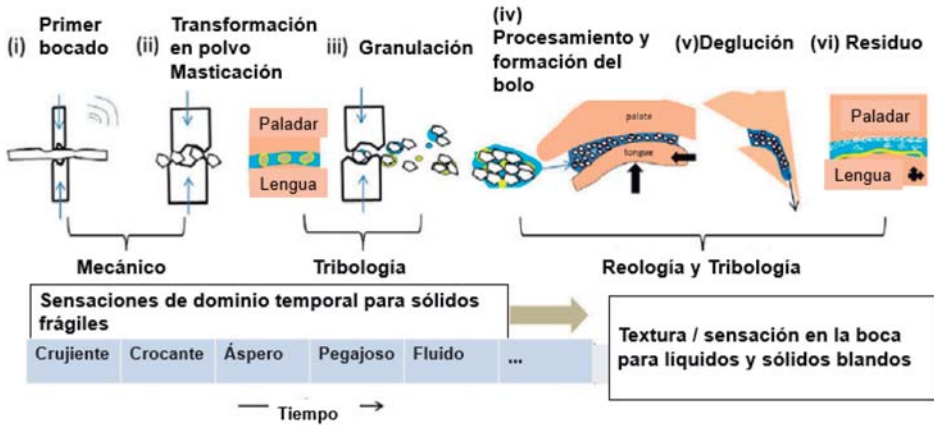 (i) Primer
bocado
(ii) Transformación
en polvo
Masticación
iii) Granulación
(iv)
Procesamiento y
formación del
bolo
(v)Deglución
(vi) Residuo
Paladar
Lengua
palate
tongue
Paladar
Lengua
Mecánico
Tribología
Reología y Tribología
Sensaciones de dominio temporal para sólidos
frágiles
Crujiente
Crocante
Áspero
Pegajoso
Fluido
...
Textura / sensación en la boca
para líquidos y sólidos blandos
Tiempo